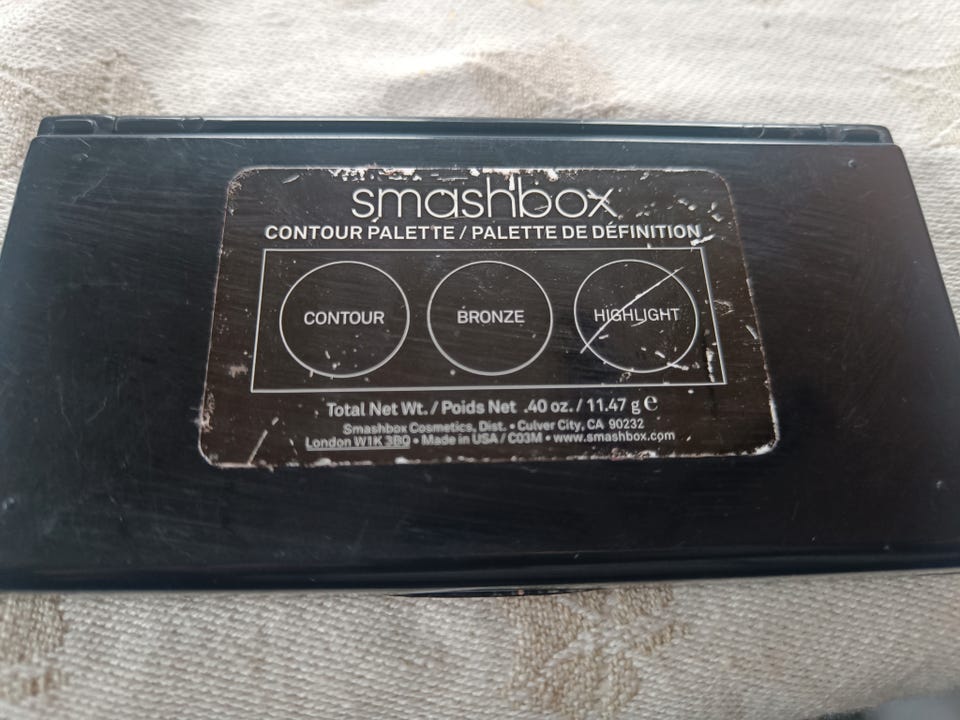 smashbox
CONTOUR PALETTE / PALETTE DE DÉFINITION
CONTOUR BRONZE HIGHLIGHT
Total Net Wt. / Poids Net .40 oz. / 11.47 g e
Smashbox Cosmetics, Dist. • Culver City, CA 90232
London W1K 3BQ • Made in USA / C03M • www.smashbox.com